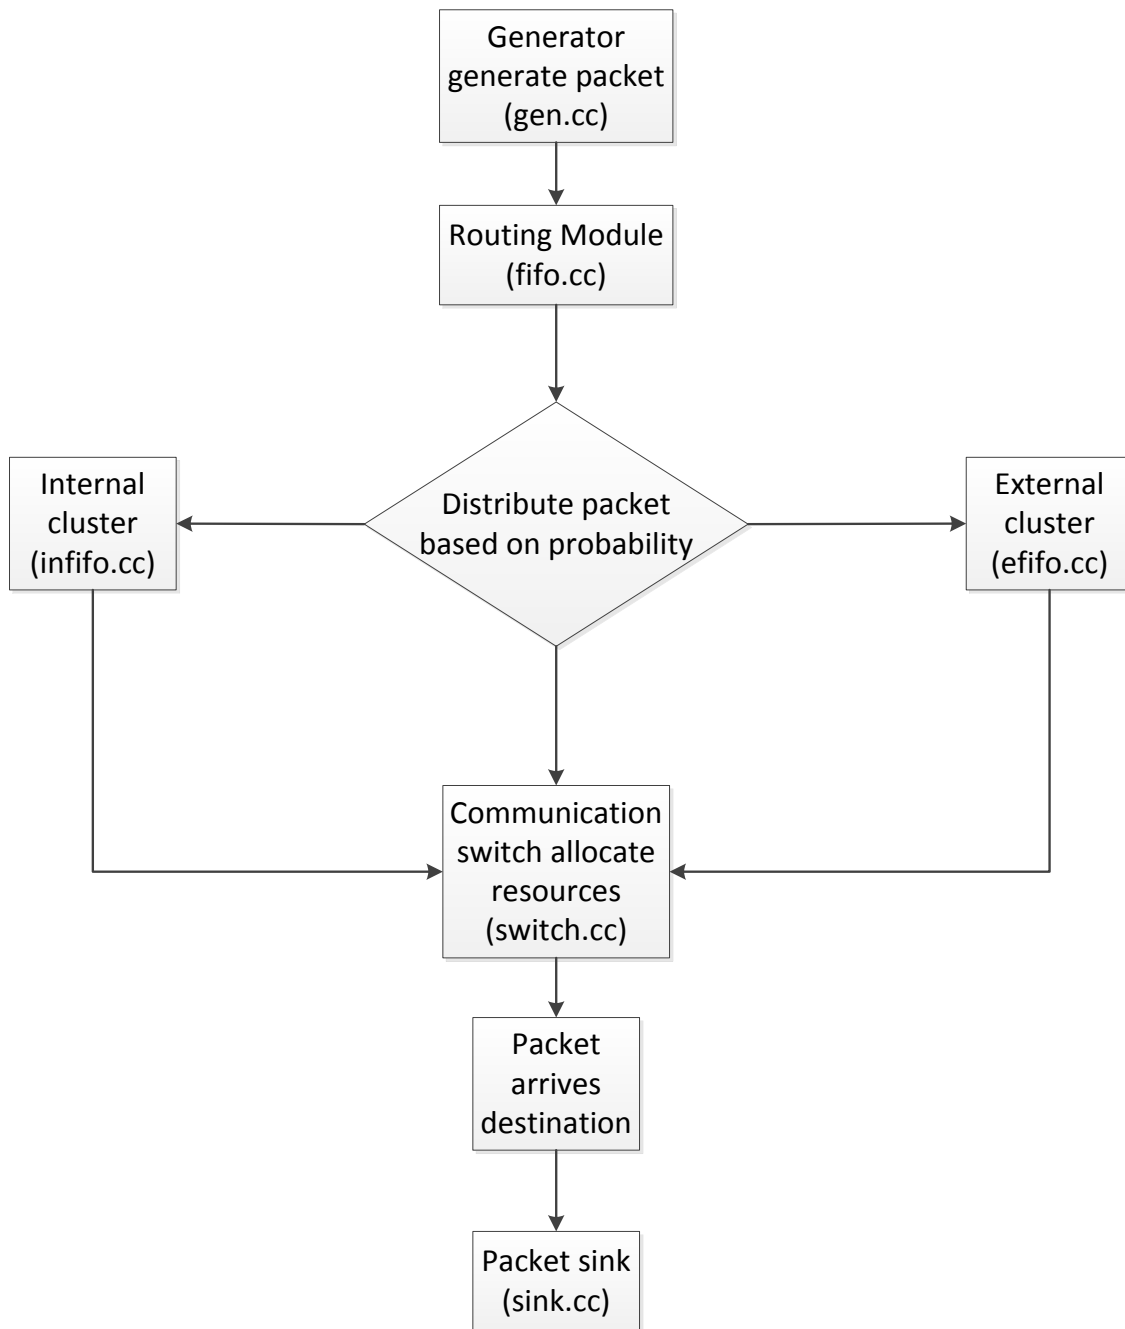 Generator
generate packet
(gen.cc)
Routing Module
(fifo.cc)
Internal
cluster
(infifo.cc)
Distribute packet
based on probability
External
cluster
(efifo.cc)
Communication
switch allocate
resources
(switch.cc)
Packet
arrives
destination
Packet sink
(sink.cc)